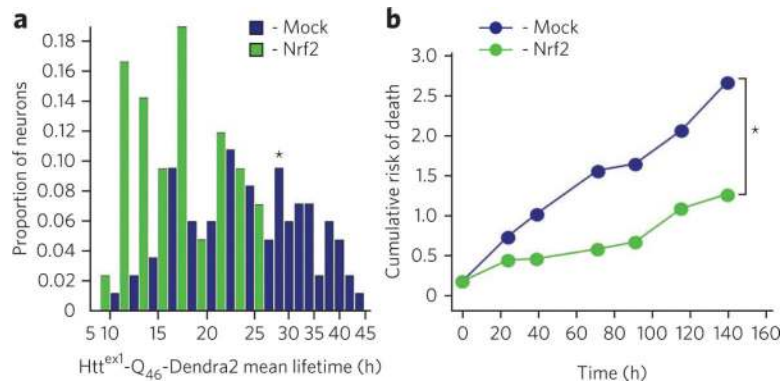 a
- Mock
- Nrf2
Proportion of neurons
0.18
0.16
0.14
0.12
0.10
0.08
0.06
0.04
0.02
0
*
5 10 15 20 25 30 35 40 45
Htt^ex1-Q_46-Dendra2 mean lifetime (h)
b
- Mock
- Nrf2
Cumulative risk of death
3.0
2.5
2.0
1.5
1.0
0.5
0
*
0 20 40 60 80 100 120 140 160
Time (h)